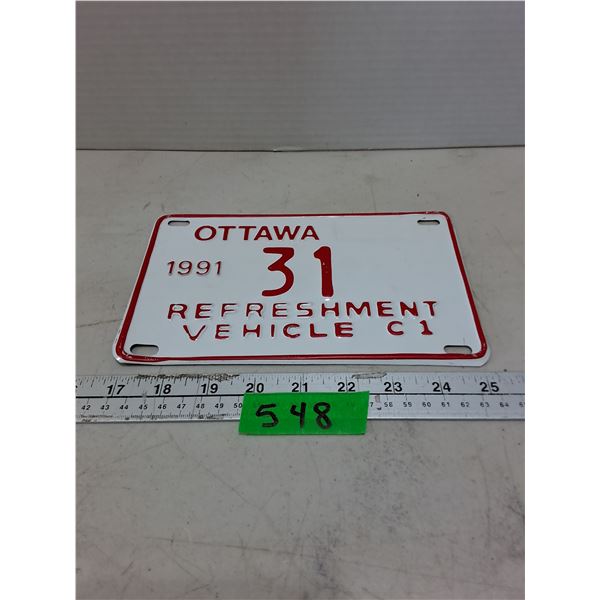 OTTAWA
1991 31
REFRESHMENT
VEHICLE C1
17 18 19 20 21 22 23 24 25
548